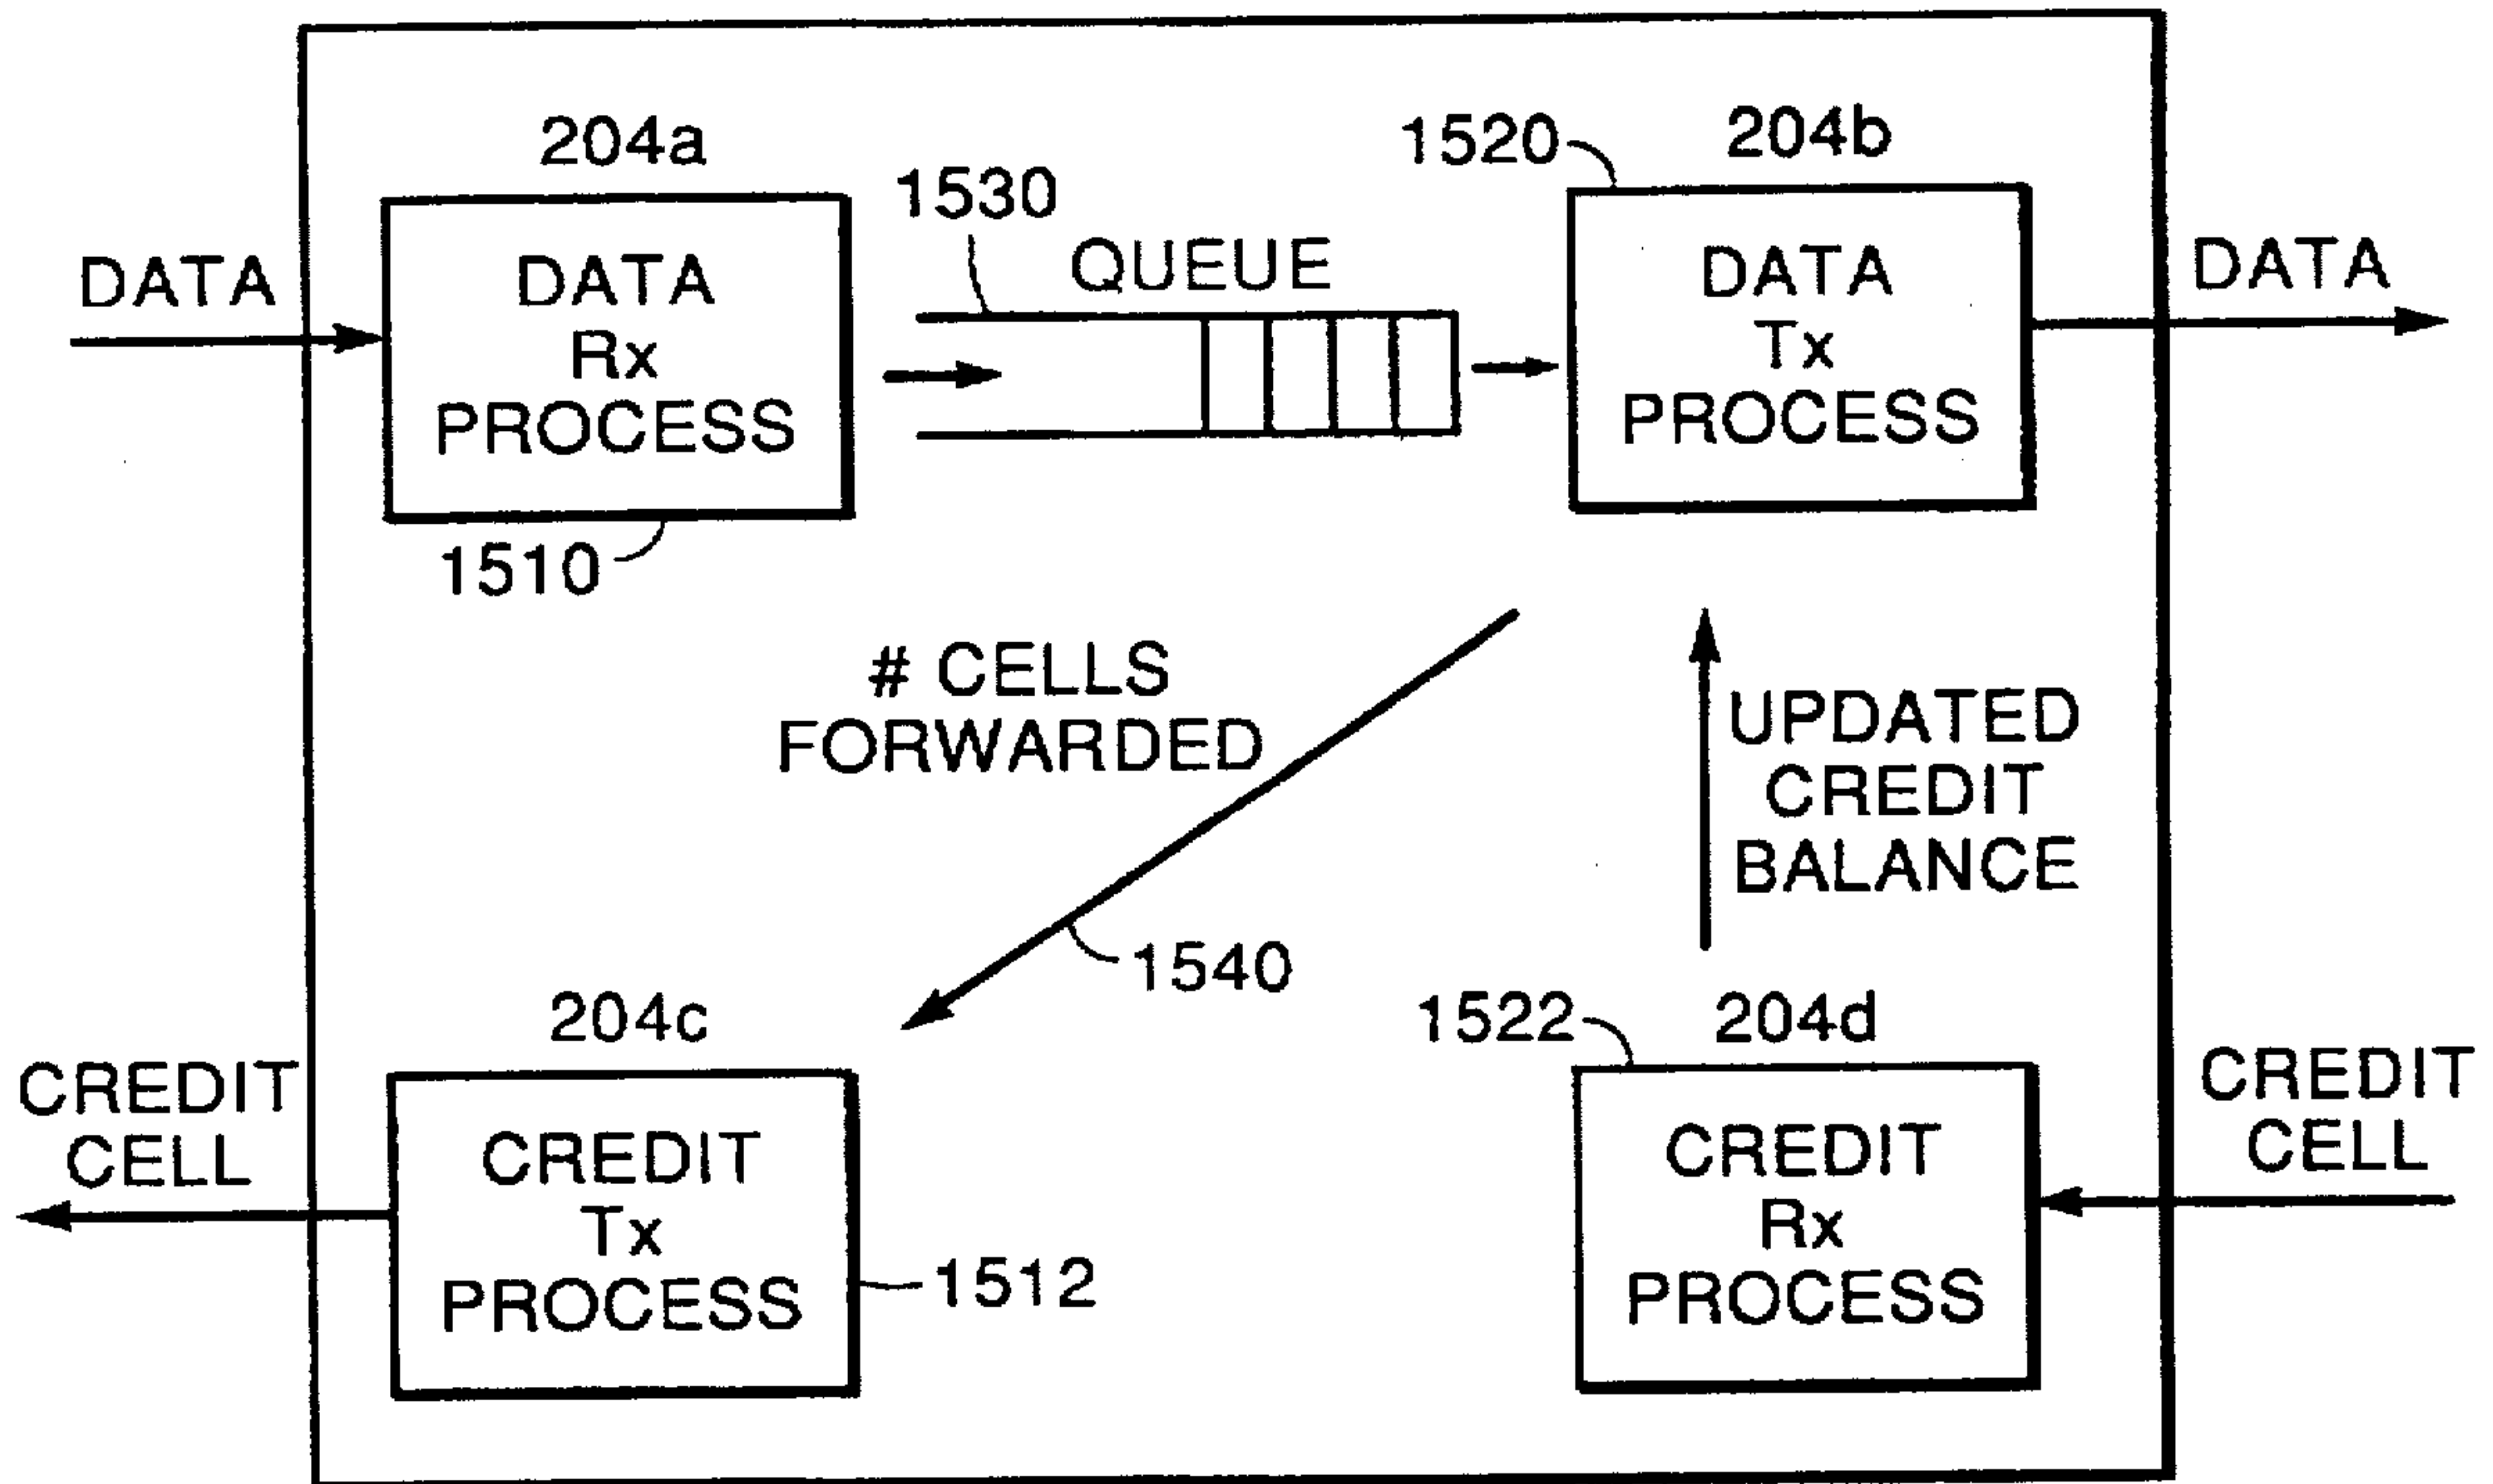 204a
1530
QUEUE
1520
204b
DATA
DATA
Rx
PROCESS
DATA
Tx
PROCESS
DATA
1510
# CELLS
FORWARDED
UPDATED
CREDIT
BALANCE
1540
204c
1522
204d
CREDIT
CELL
CREDIT
Tx
PROCESS
1512
CREDIT
Rx
PROCESS
CREDIT
CELL